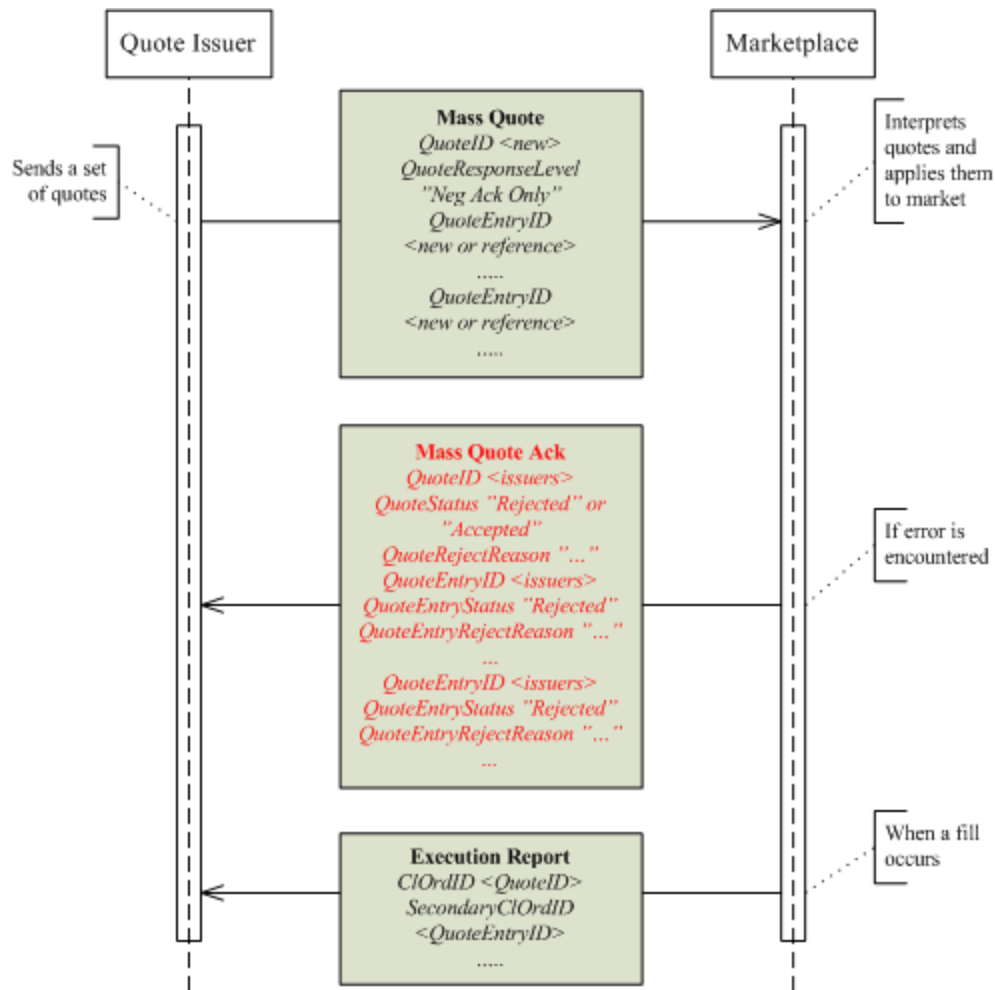 Quote Issuer
Marketplace
Sends a set
of quotes
Mass Quote
QuoteID <new>
QuoteResponseLevel
"Neg Ack Only"
QuoteEntryID
<new or reference>
.....
QuoteEntryID
<new or reference>
.....
Interprets
quotes and
applies them
to market
Mass Quote Ack
QuoteID <issuers>
QuoteStatus "Rejected" or
"Accepted"
QuoteRejectReason "..."
QuoteEntryID <issuers>
QuoteEntryStatus "Rejected"
QuoteEntryRejectReason "..."
...
QuoteEntryID <issuers>
QuoteEntryStatus "Rejected"
QuoteEntryRejectReason "..."
...
If error is
encountered
Execution Report
ClOrdID <QuoteID>
SecondaryClOrdID
<QuoteEntryID>
.....
When a fill
occurs